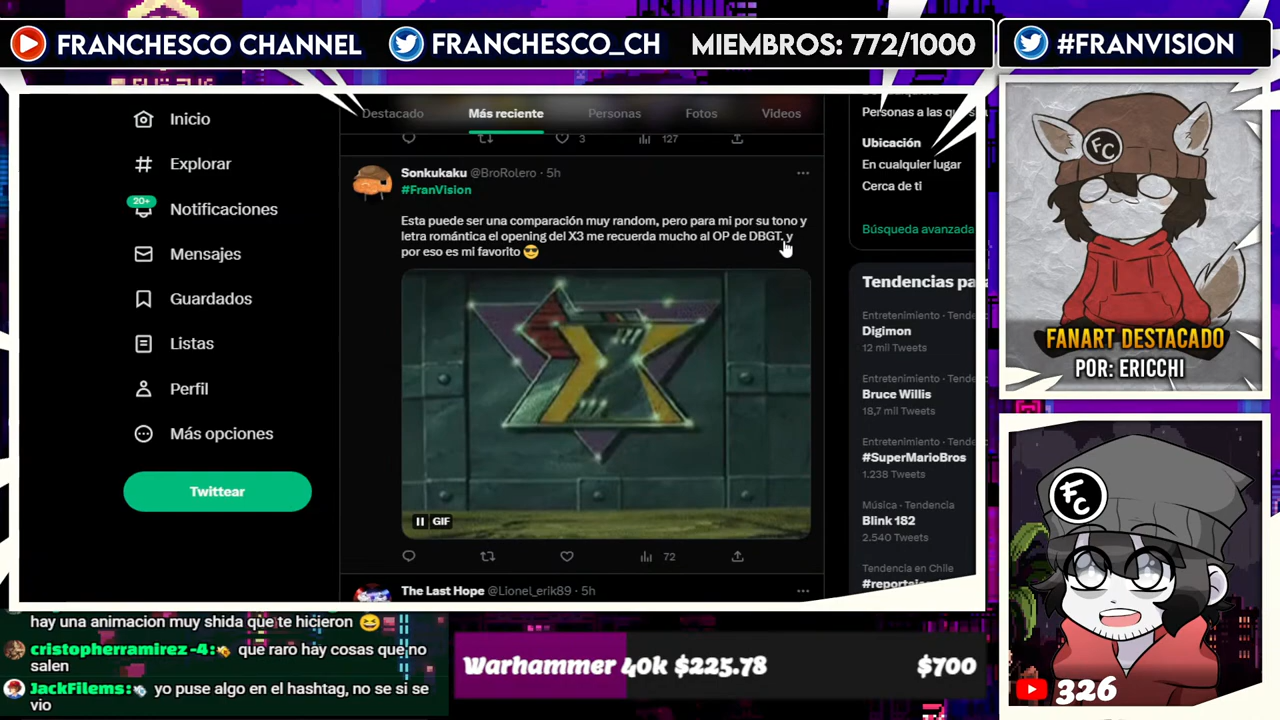 FRANCHESCO CHANNEL
FRANCHESCO_CH
MIEMBROS: 772/1000
#FRANVISION
Inicio
Explorar
20+
Notificaciones
Mensajes
Guardados
Listas
Perfil
Más opciones
Twittear
Destacado
Más reciente
Personas
Fotos
Videos
3
127
Sonkukaku @BroRolero · 5h
#FranVision
Esta puede ser una comparación muy random, pero para mi por su tono y
letra romántica el opening del X3 me recuerda mucho al OP de DBGT, y
por eso es mi favorito 😎
GIF
72
The Last Hope @Lionel_erik89 · 5h
Personas a las que
Ubicación
En cualquier lugar
Cerca de ti
Búsqueda avanzada
Tendencias pa
Entretenimiento · Tende
Digimon
12 mil Tweets
Entretenimiento · Tende
Bruce Willis
18,7 mil Tweets
Entretenimiento · Tende
#SuperMarioBros
1.238 Tweets
Música · Tendencia
Blink 182
2.540 Tweets
Tendencia en Chile
FC
FANART DESTACADO
POR: ERICCHI
FC
326
hay una animacion muy shida que te hicieron 😆
cristopherramirez -4: que raro hay cosas que no
salen
JackFilems: yo puse algo en el hashtag, no se si se
vio
Warhammer 40k $225.78
$700